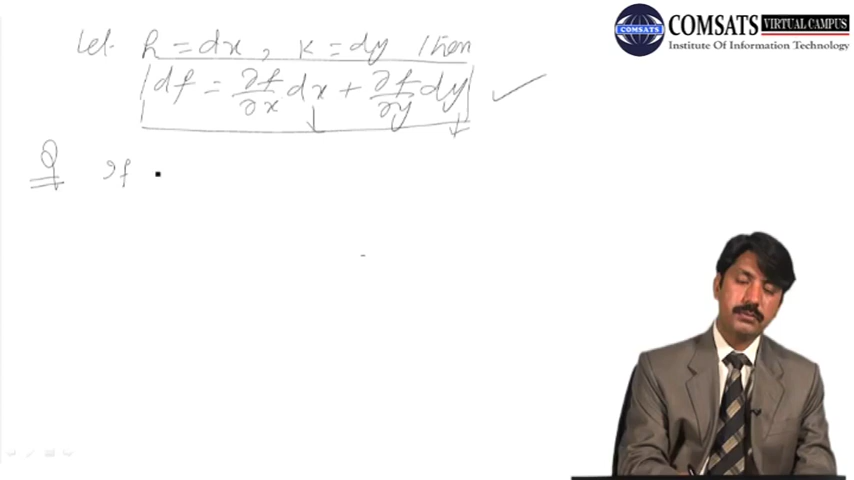 COMSATS VIRTUAL CAMPUS
Institute Of Information Technology
Let h = dx, k = dy then
df = ∂f/∂x dx + ∂f/∂y dy ✓
Q If